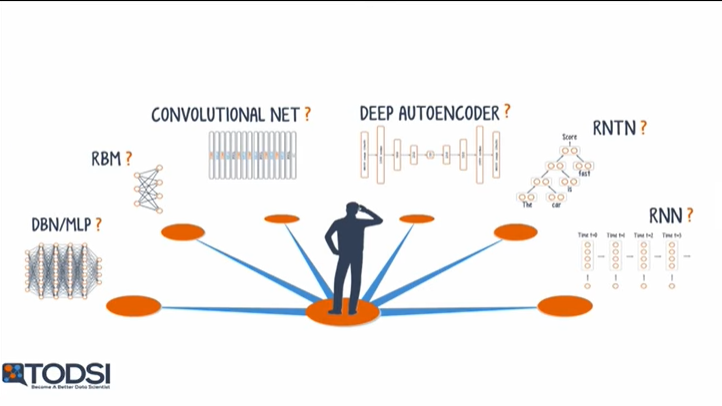 CONVOLUTIONAL NET ?
DEEP AUTOENCODER ?
RNTN ?
Score
RBM ?
fast
is
The car
DBN/MLP ?
RNN ?
Time t=0 Time t=1 Time t=2 Time t=3
TODSI
Become A Better Data Scientist